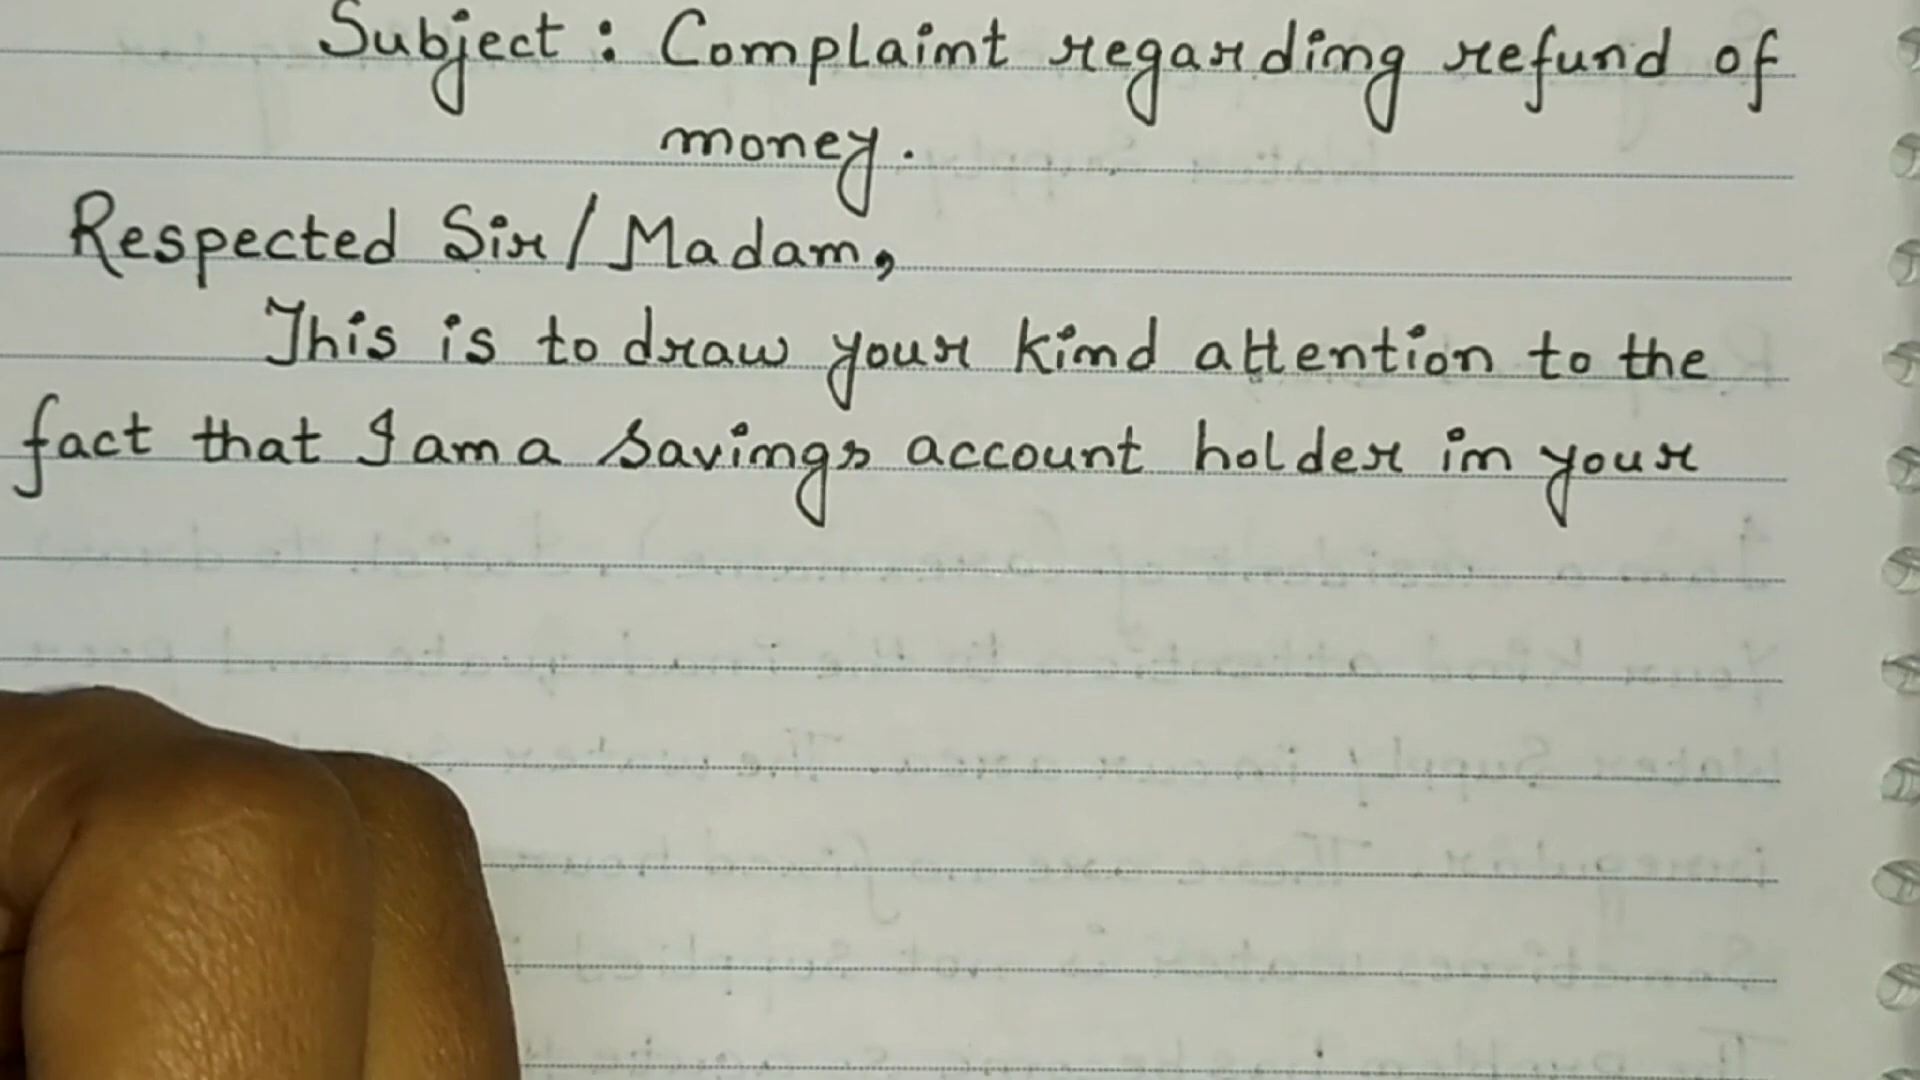 Subject : Complaint regarding refund of
money.
Respected Sir/Madam,
This is to draw your kind attention to the
fact that I am a savings account holder in your